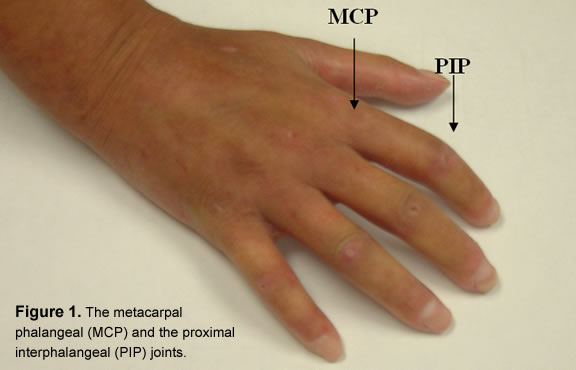 MCP
PIP
Figure 1. The metacarpal
phalangeal (MCP) and the proximal
interphalangeal (PIP) joints.